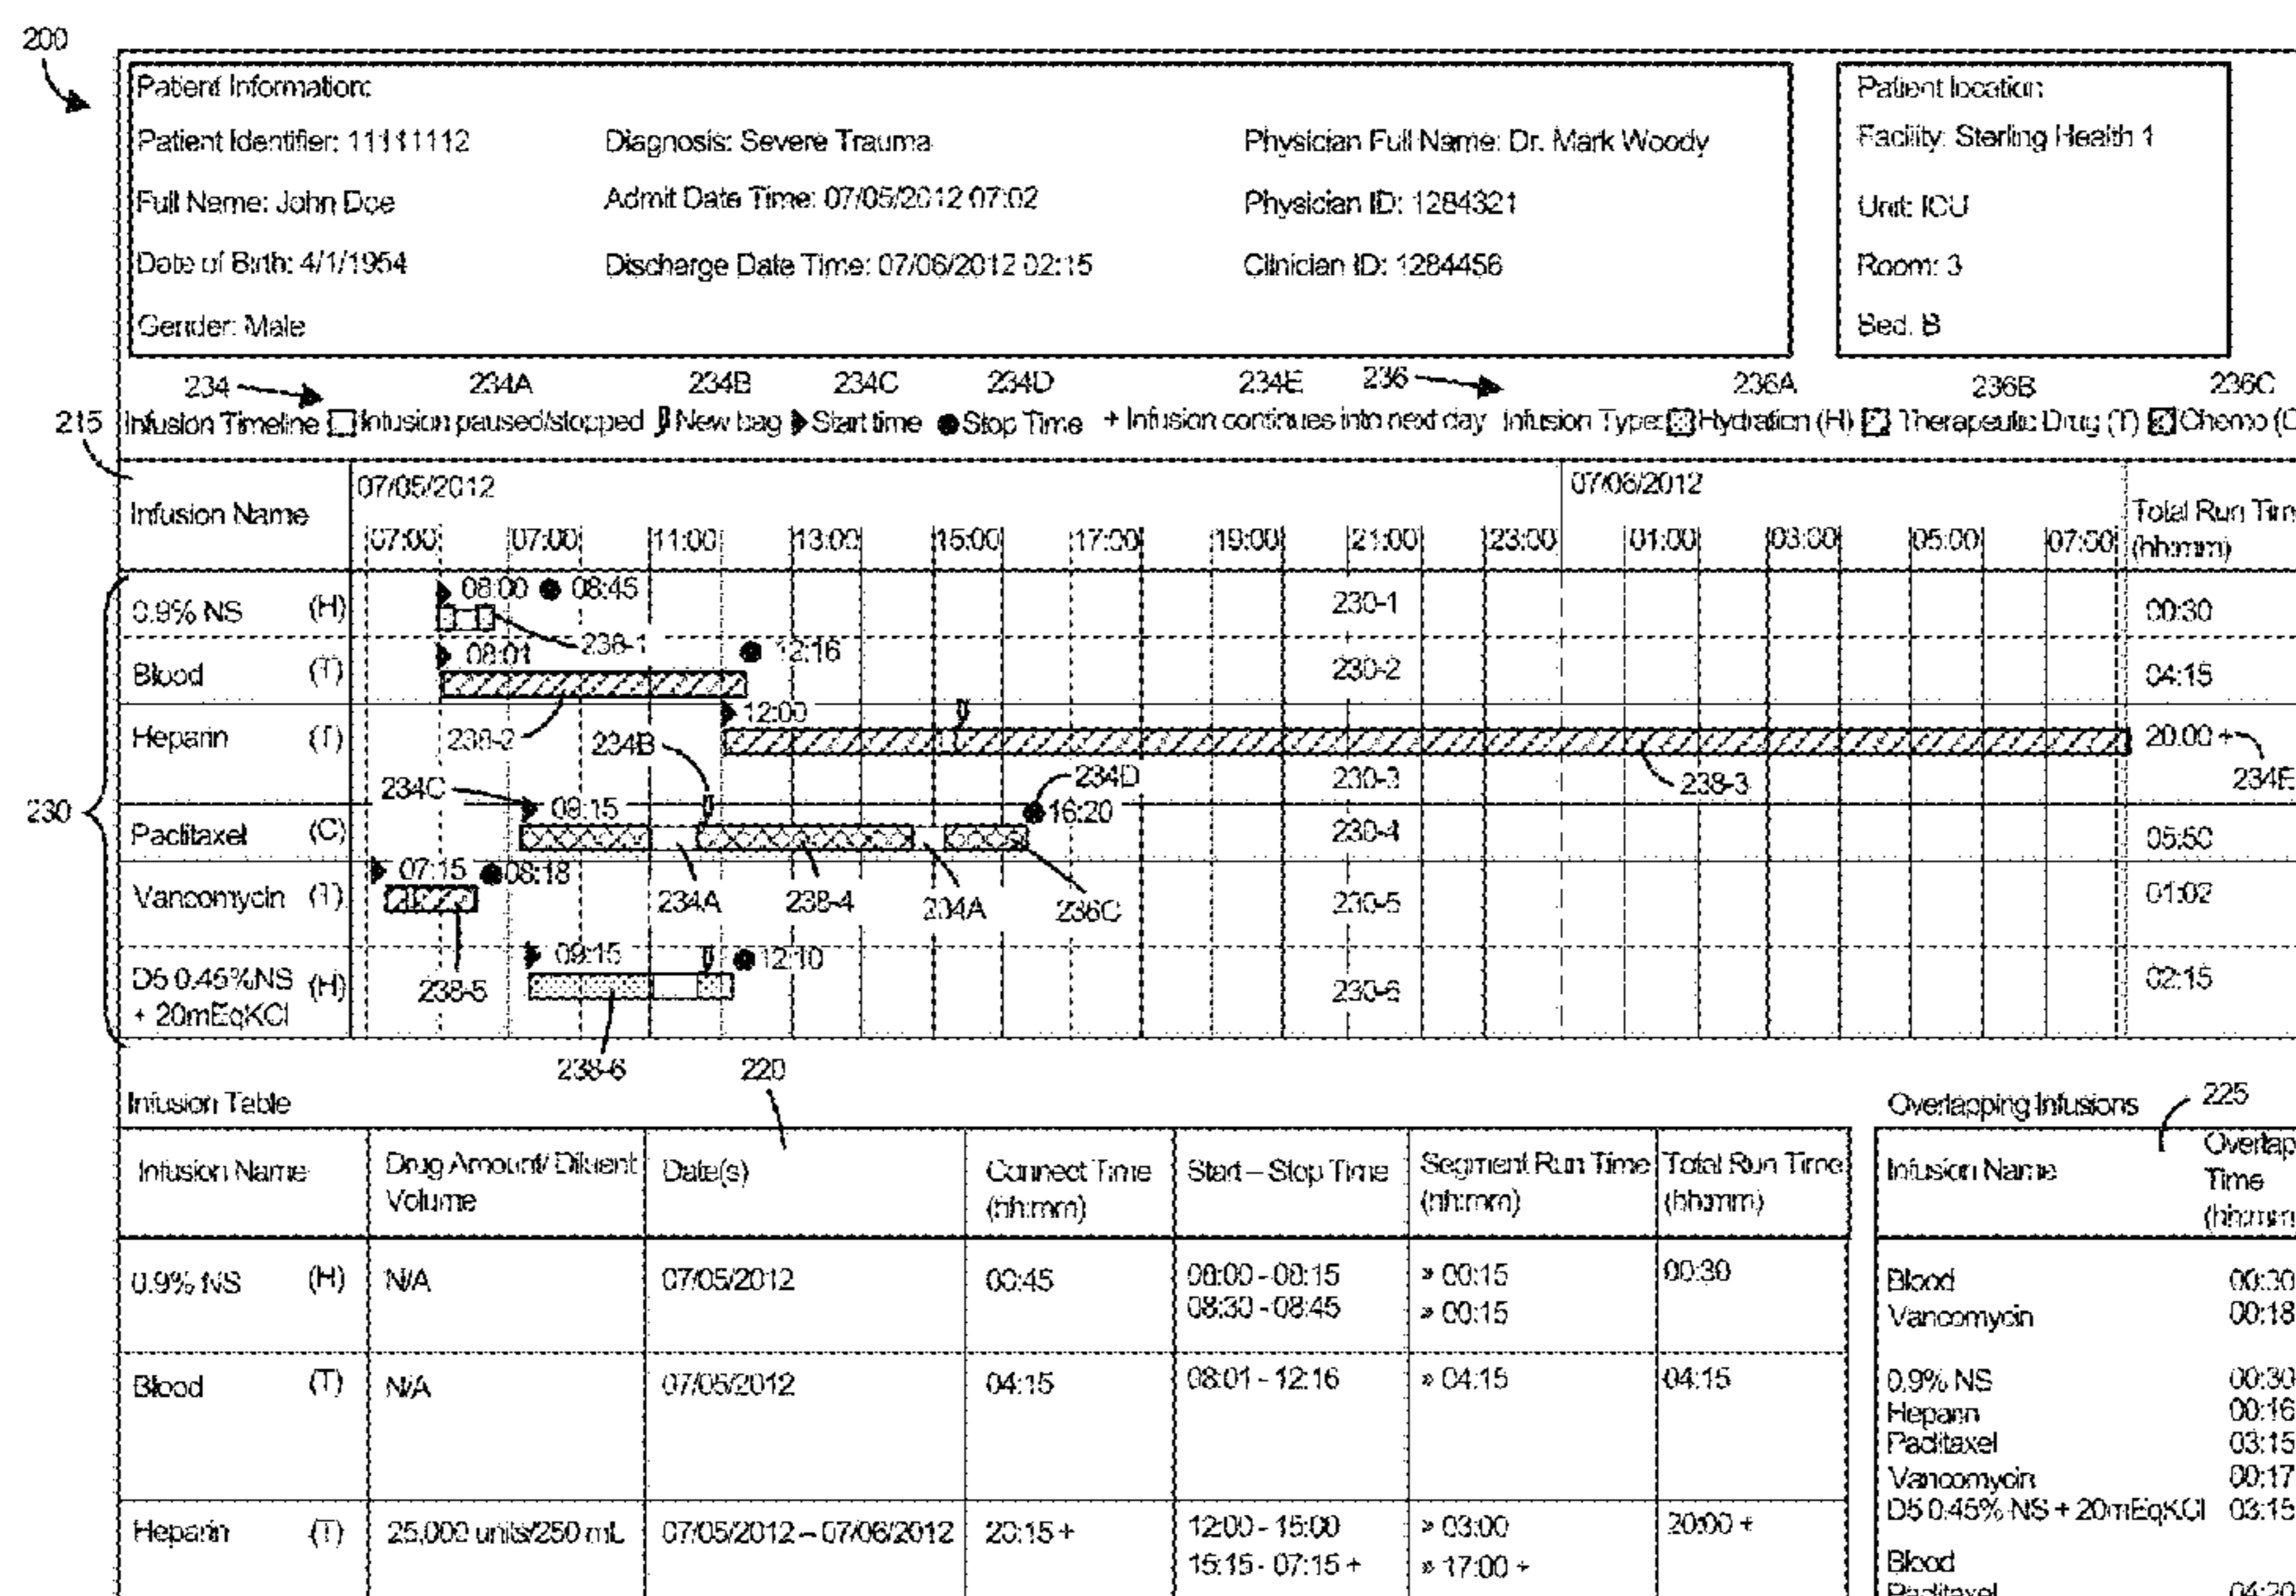 200
Patient Information:
Patient Identifier: 11111112 Diagnosis: Severe Trauma Physician Full Name: Dr. Mark Woody
Full Name: John Doe Admit Date Time: 07/05/2012 07:02 Physician ID: 1284321
Date of Birth: 4/1/1954 Discharge Date Time: 07/06/2012 02:15 Clinician ID: 1284456
Gender: Male
Patient location
Facility: Sterling Health 1
Unit: ICU
Room: 3
Bed: B
234 234A 234B 234C 234D 234E 236 236A 236B 236C
215 Infusion Timeline Infusion paused/stopped New bag Start time Stop Time + Infusion continues into next day Infusion Type: Hydration (H) Therapeutic Drug (T) Chemo (C
Infusion Name 07/05/2012 07/06/2012 Total Run Tim
07:00 07:00 11:00 13:00 15:00 17:00 19:00 21:00 23:00 01:00 03:00 05:00 07:00 (hh:mm)
0.9% NS (H) 08:00 08:45 238-1 230-1 00:30
Blood (T) 08:01 12:16 238-2 230-2 04:15
Heparin (T) 12:00 234B 230-3 238-3 20:00 + 234E
230
Paclitaxel (C) 234C 09:15 234D 16:20 230-4 05:50
234A 238-4 234A 236C
Vancomycin (T) 07:15 08:18 238-5 230-5 01:02
D5 0.45%NS (H) 09:15 12:10 230-6 02:15
+ 20mEqKCl
238-6 220
Infusion Table
Infusion Name Drug Amount/ Diluent Date(s) Connect Time Start – Stop Time Segment Run Time Total Run Time
Volume (hh:mm) (hh:mm) (hh:mm)
0.9% NS (H) N/A 07/05/2012 00:45 08:00 - 08:15 » 00:15 00:30
08:30 - 08:45 » 00:15
Blood (T) N/A 07/05/2012 04:15 08:01 - 12:16 » 04:15 04:15
Heparin (T) 25,000 units/250 mL 07/05/2012 – 07/06/2012 20:15 + 12:00 - 15:00 » 03:00 20:00 +
15:15 - 07:15 + » 17:00 +
Overlapping Infusions 225
Infusion Name Overlap
Time
(hh:mm
Blood 00:30
Vancomycin 00:18
0.9% NS 00:30
Heparin 00:16
Paclitaxel 03:15
Vancomycin 00:17
D5 0.45% NS + 20mEqKCl 03:15
Blood
Paclitaxel 04:20